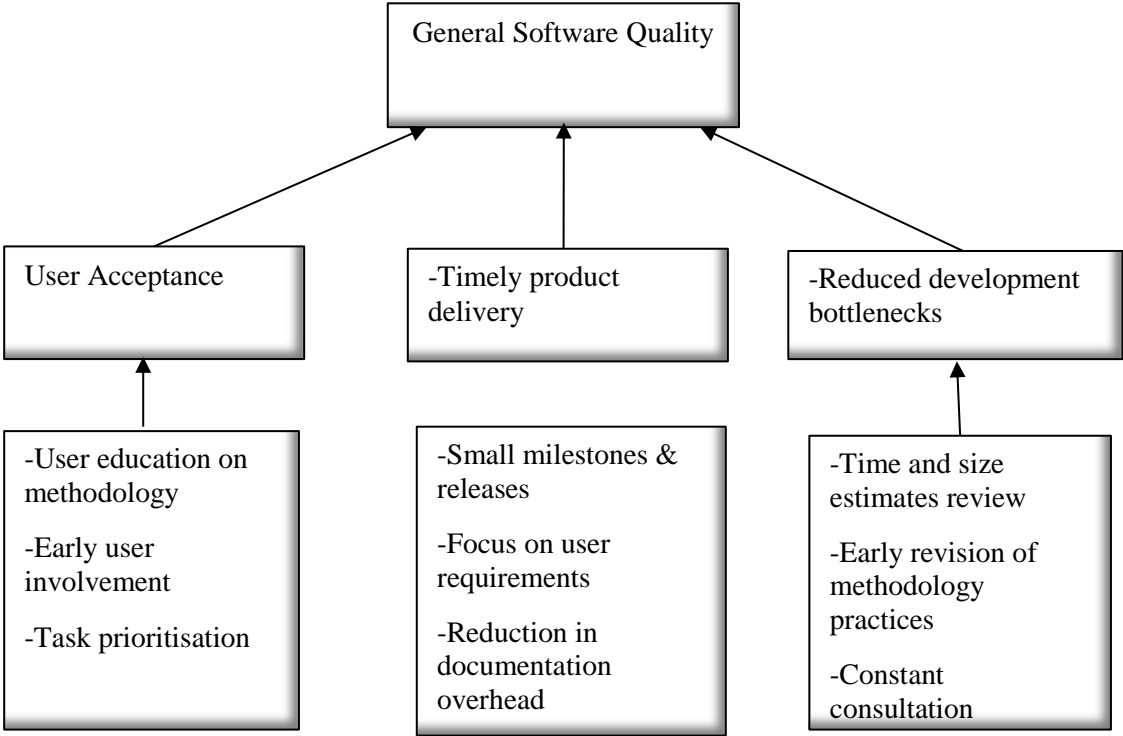 General Software Quality
User Acceptance
-Timely product
delivery
-Reduced development
bottlenecks
-User education on
methodology
-Early user
involvement
-Task prioritisation
-Small milestones &
releases
-Focus on user
requirements
-Reduction in
documentation
overhead
-Time and size
estimates review
-Early revision of
methodology
practices
-Constant
consultation